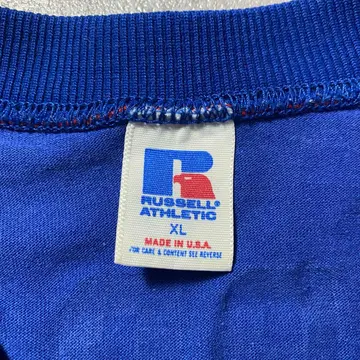 R
RUSSELL®
ATHLETIC
XL
MADE IN U.S.A.
FOR CARE & CONTENT SEE REVERSE